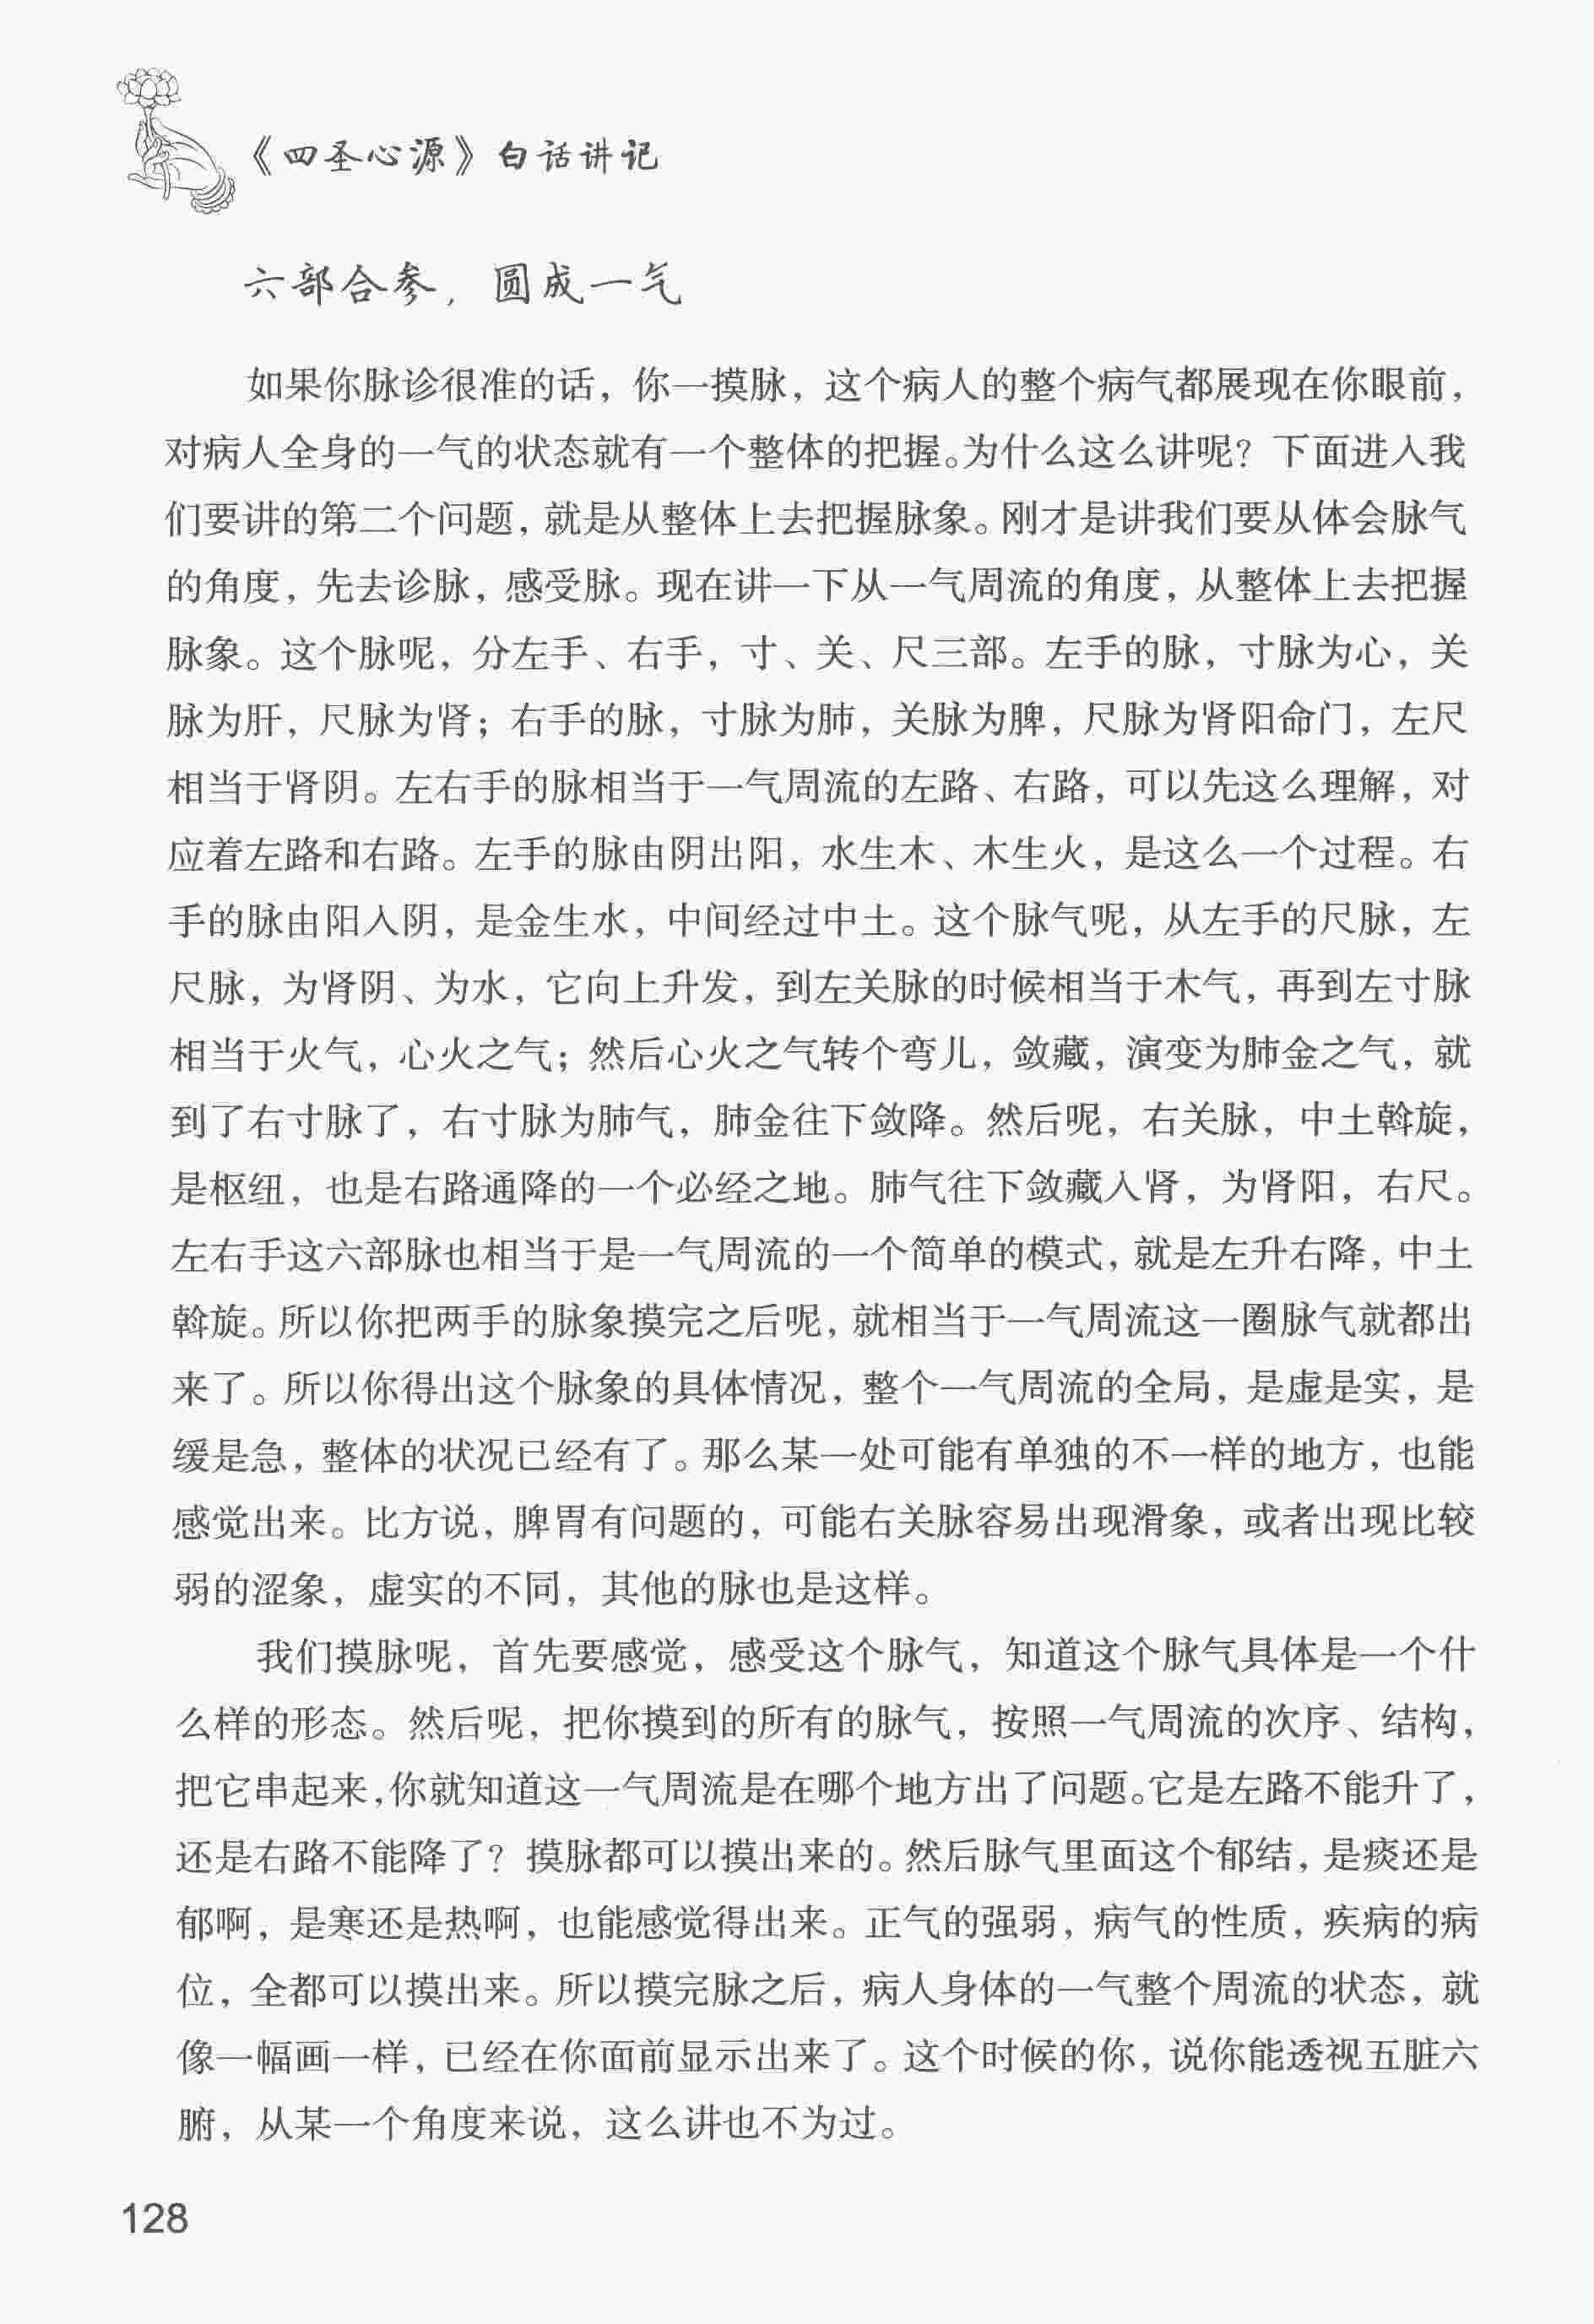 《四圣心源》白话讲记
六部合参，圆成一气
如果你脉诊很准的话，你一摸脉，这个病人的整个病气都展现在你眼前，
对病人全身的一气的状态就有一个整体的把握。为什么这么讲呢？下面进入我
们要讲的第二个问题，就是从整体上去把握脉象。刚才是讲我们要从体会脉气
的角度，先去诊脉，感受脉。现在讲一下从一气周流的角度，从整体上去把握
脉象。这个脉呢，分左手、右手，寸、关、尺三部。左手的脉，寸脉为心，关
脉为肝，尺脉为肾；右手的脉，寸脉为肺，关脉为脾，尺脉为肾阳命门，左尺
相当于肾阴。左右手的脉相当于一气周流的左路、右路，可以先这么理解，对
应着左路和右路。左手的脉由阴出阳，水生木、木生火，是这么一个过程。右
手的脉由阳入阴，是金生水，中间经过中土。这个脉气呢，从左手的尺脉，左
尺脉，为肾阴、为水，它向上升发，到左关脉的时候相当于木气，再到左寸脉
相当于火气，心火之气；然后心火之气转个弯儿，敛藏，演变为肺金之气，就
到了右寸脉了，右寸脉为肺气，肺金往下敛降。然后呢，右关脉，中土斡旋，
是枢纽，也是右路通降的一个必经之地。肺气往下敛藏入肾，为肾阳，右尺。
左右手这六部脉也相当于是一气周流的一个简单的模式，就是左升右降，中土
斡旋。所以你把两手的脉象摸完之后呢，就相当于一气周流这一圈脉气就都出
来了。所以你得出这个脉象的具体情况，整个一气周流的全局，是虚是实，是
缓是急，整体的状况已经有了。那么某一处可能有单独的不一样的地方，也能
感觉出来。比方说，脾胃有问题的，可能右关脉容易出现滑象，或者出现比较
弱的涩象，虚实的不同，其他的脉也是这样。
我们摸脉呢，首先要感觉，感受这个脉气，知道这个脉气具体是一个什
么样的形态。然后呢，把你摸到的所有的脉气，按照一气周流的次序、结构，
把它串起来，你就知道这一气周流是在哪个地方出了问题。它是左路不能升了，
还是右路不能降了？摸脉都可以摸出来的。然后脉气里面这个郁结，是痰还是
郁啊，是寒还是热啊，也能感觉得出来。正气的强弱，病气的性质，疾病的病
位，全都可以摸出来。所以摸完脉之后，病人身体的一气整个周流的状态，就
像一幅画一样，已经在你面前显示出来了。这个时候的你，说你能透视五脏六
腑，从某一个角度来说，这么讲也不为过。
128